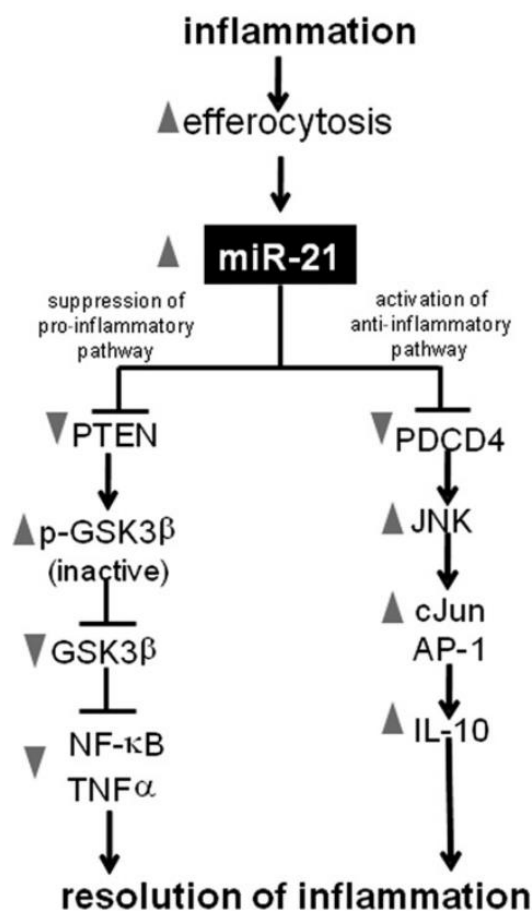 inflammation
efferocytosis
miR-21
suppression of
pro-inflammatory
pathway
activation of
anti-inflammatory
pathway
PTEN
PDCD4
p-GSK3β
(inactive)
JNK
GSK3β
cJun
AP-1
NF-κB
TNFα
IL-10
resolution of inflammation